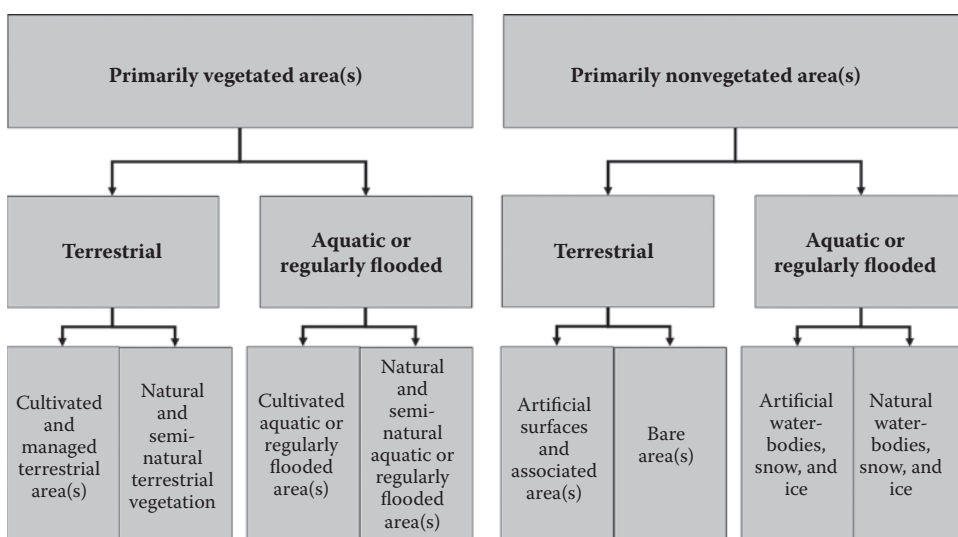 Primarily vegetated area(s)
Primarily nonvegetated area(s)
Terrestrial
Aquatic or
regularly flooded
Terrestrial
Aquatic or
regularly flooded
Cultivated
and
managed
terrestrial
area(s)
Natural
and
semi-
natural
terrestrial
vegetation
Cultivated
aquatic or
regularly
flooded
area(s)
Natural
and
semi-
natural
aquatic or
regularly
flooded
area(s)
Artificial
surfaces
and
associated
area(s)
Bare
area(s)
Artificial
water-
bodies,
snow, and
ice
Natural
water-
bodies,
snow, and
ice